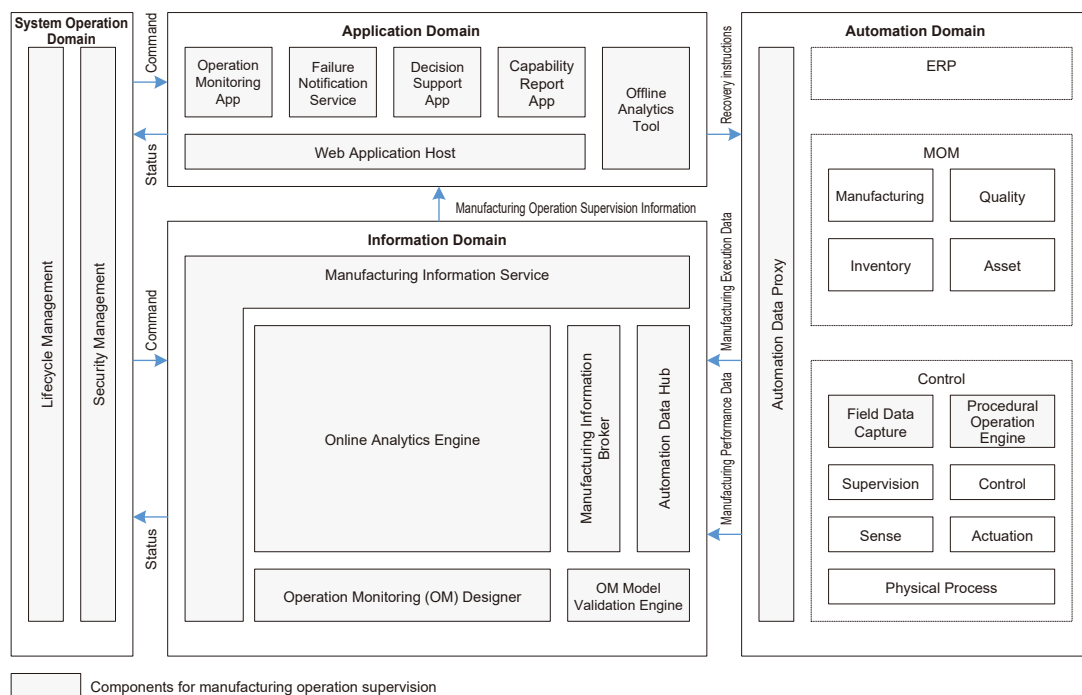 System Operation
Domain
Lifecycle Management
Security Management
Command
Status
Command
Status
Application Domain
Operation
Monitoring
App
Failure
Notification
Service
Decision
Support
App
Capability
Report
App
Offline
Analytics
Tool
Web Application Host
Manufacturing Operation Supervision Information
Information Domain
Manufacturing Information Service
Online Analytics Engine
Manufacturing Information
Broker
Automation Data Hub
Operation Monitoring (OM) Designer
OM Model
Validation Engine
Recovery instructions
Manufacturing Execution Data
Manufacturing Performance Data
Automation Domain
Automation Data Proxy
ERP
MOM
Manufacturing
Quality
Inventory
Asset
Control
Field Data
Capture
Procedural
Operation
Engine
Supervision
Control
Sense
Actuation
Physical Process
Components for manufacturing operation supervision